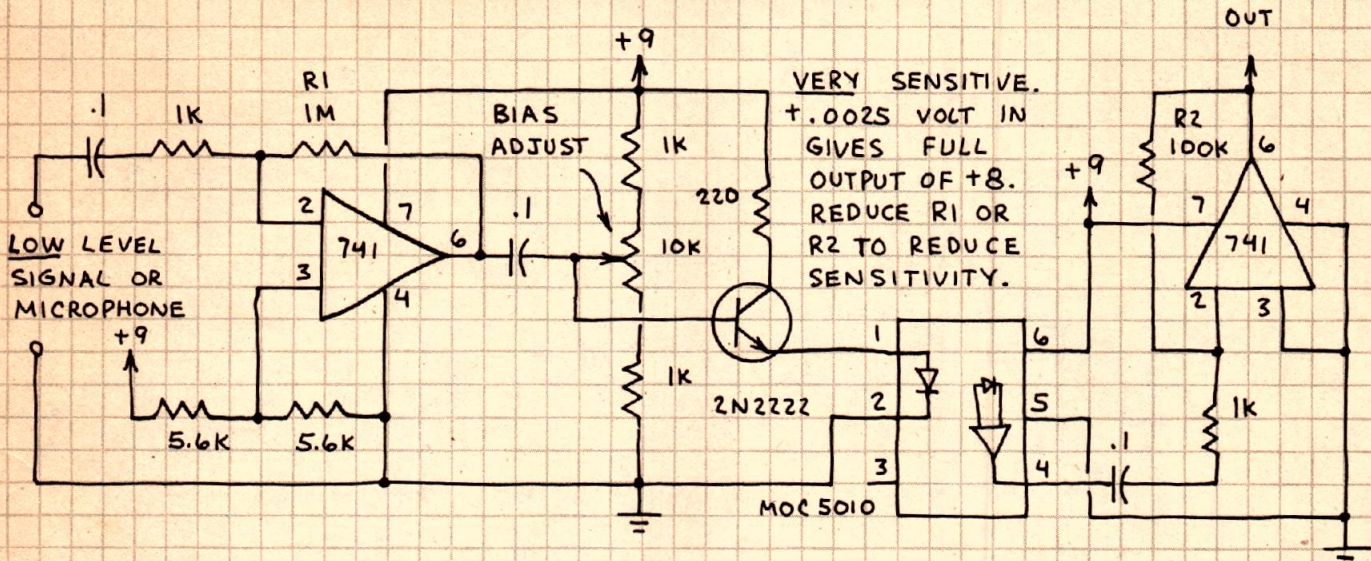 OUT
+9
R1
1M
.1
1K
BIAS
ADJUST
1K
VERY SENSITIVE.
+.0025 VOLT IN
GIVES FULL
OUTPUT OF +8.
REDUCE R1 OR
R2 TO REDUCE
SENSITIVITY.
R2
100K
+9
6
7
4
741
2
3
220
10K
.1
2
7
741
6
3
4
LOW LEVEL
SIGNAL OR
MICROPHONE
+9
5.6K
5.6K
1K
2N2222
1
2
3
6
5
4
MOC5010
.1
1K